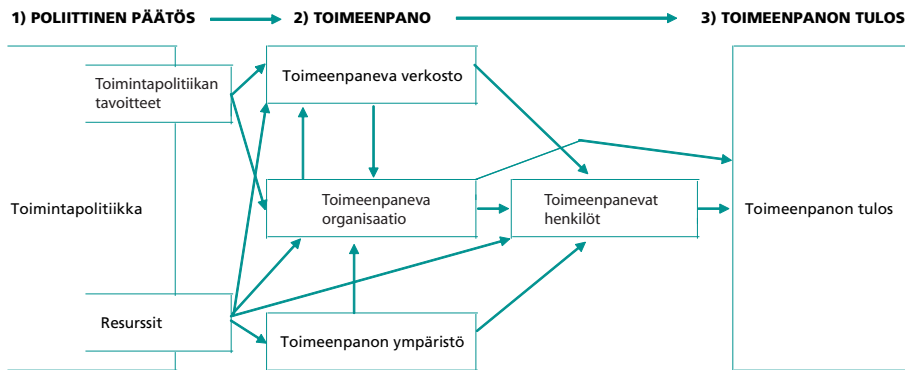 1) POLIITTINEN PÄÄTÖS
2) TOIMEENPANO
3) TOIMEENPANON TULOS
Toimintapolitiikan
tavoitteet
Toimeenpaneva verkosto
Toimintapolitiikka
Toimeenpaneva
organisaatio
Toimeenpanevat
henkilöt
Toimeenpanon tulos
Resurssit
Toimeenpanon ympäristö